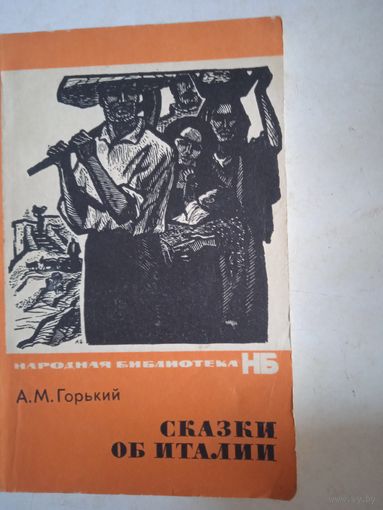 НАРОДНАЯ БИБЛИОТЕКА НБ
А.М.Горький
СКАЗКИ
ОБ ИТАЛИИ